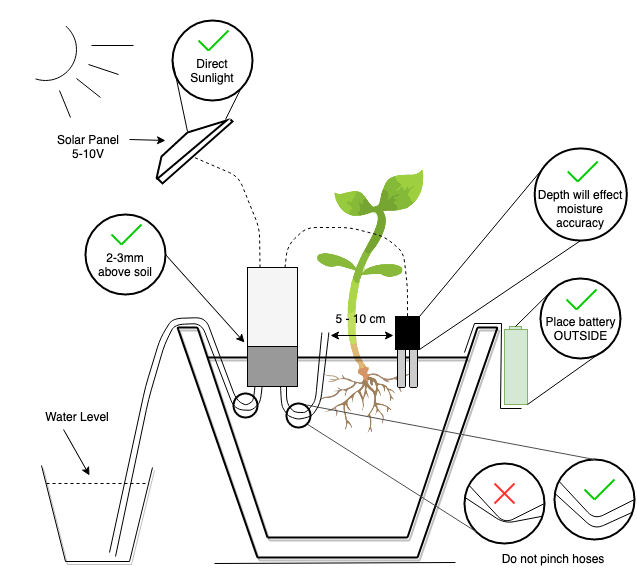 Direct
Sunlight
Solar Panel
5-10V
Depth will effect
moisture
accuracy
2-3mm
above soil
5 - 10 cm
Place battery
OUTSIDE
Water Level
Do not pinch hoses